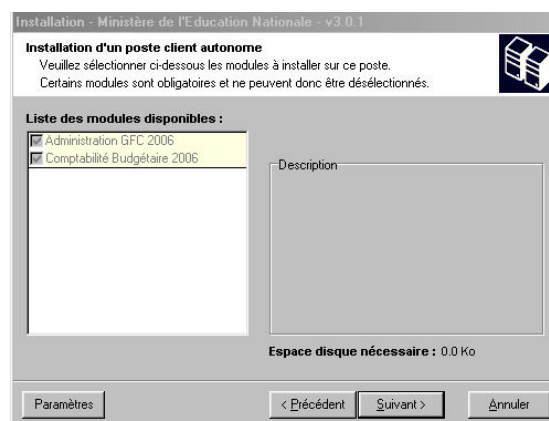 Installation - Ministère de l'Education Nationale - v3.0.1
Installation d'un poste client autonome
Veuillez sélectionner ci-dessous les modules à installer sur ce poste.
Certains modules sont obligatoires et ne peuvent donc être désélectionnés.
Liste des modules disponibles :
Administration GFC 2006
Comptabilité Budgétaire 2006
Description
Espace disque nécessaire : 0.0 Ko
Paramètres
< Précédent
Suivant >
Annuler